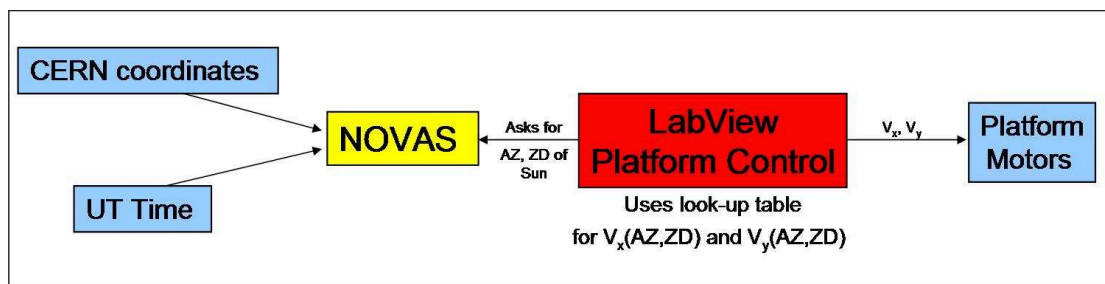 CERN coordinates
UT Time
NOVAS
Asks for
AZ, ZD of
Sun
LabView
Platform Control
Uses look-up table
for Vx(AZ,ZD) and Vy(AZ,ZD)
Vx, Vy
Platform
Motors